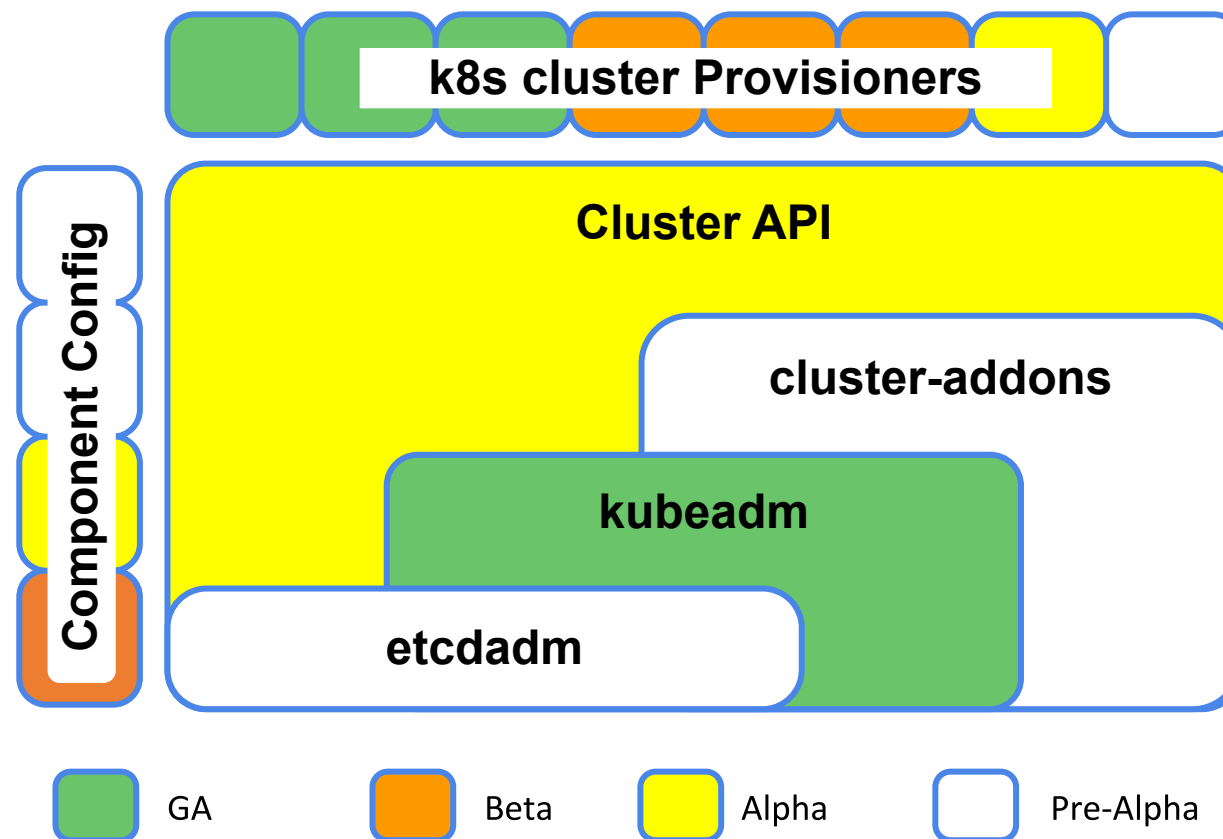 k8s cluster Provisioners
Component Config
Cluster API
cluster-addons
kubeadm
etcdadm
GA
Beta
Alpha
Pre-Alpha